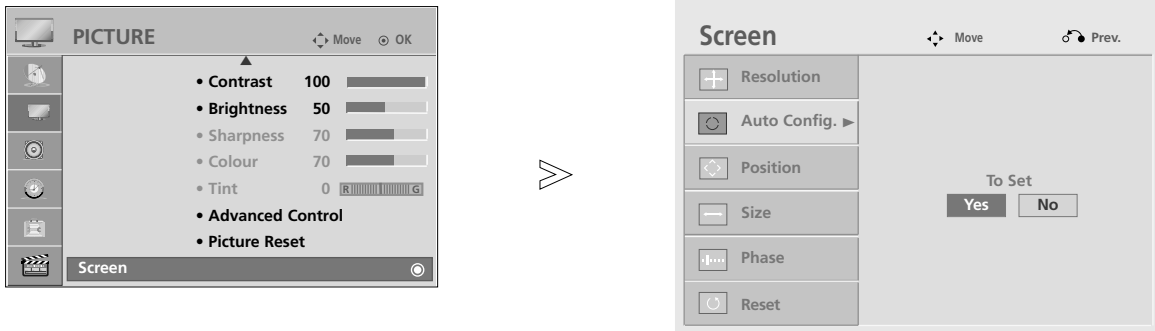 PICTURE
Move
OK
• Contrast 100
• Brightness 50
• Sharpness 70
• Colour 70
• Tint 0 R G
• Advanced Control
• Picture Reset
Screen
Screen
Move
Prev.
Resolution
Auto Config. ►
Position
Size
Phase
Reset
To Set
Yes No